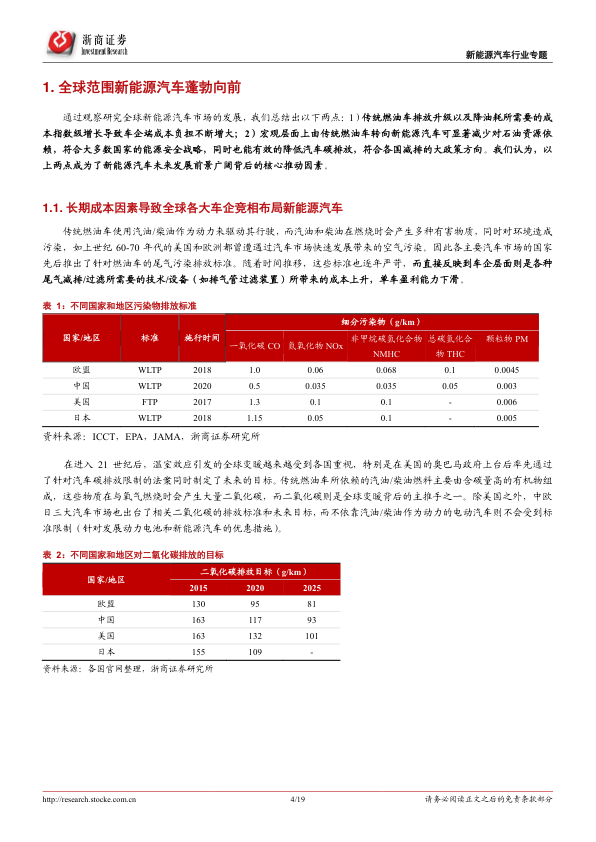 浙商证券
Investment Research
新能源汽车行业专题
1. 全球范围新能源汽车蓬勃向前
通过观察研究全球新能源汽车市场的发展，我们总结出以下两点：1）传统燃油车排放升级以及降油耗所需要的成
本指数级增长导致车企端成本负担不断增大；2）宏观层面上由传统燃油车转向新能源汽车可显著减少对石油资源依
赖，符合大多数国家的能源安全战略，同时也能有效的降低汽车碳排放，符合各国减排的大政策方向。我们认为，以
上两点成为了新能源汽车未来发展前景广阔背后的核心推动因素。
1.1. 长期成本因素导致全球各大车企竞相布局新能源汽车
传统燃油车使用汽油/柴油作为动力来驱动其行驶，而汽油和柴油在燃烧时会产生多种有害物质，同时对环境造成
污染，如上世纪 60-70 年代的美国和欧洲都曾遭遇过汽车市场快速发展带来的空气污染。因此各主要汽车市场的国家
先后推出了针对燃油车的尾气污染排放标准。随着时间推移，这些标准也逐年严苛，而直接反映到车企层面则是各种
尾气减排/过滤所需要的技术/设备（如排气管过滤装置）所带来的成本上升，单车盈利能力下滑。
表 1：不同国家和地区污染物排放标准
国家/地区 标准 施行时间 细分污染物（g/km）
一氧化碳 CO 氮氧化物 NOx 非甲烷碳氢化合物 NMHC 总碳氢化合物 THC 颗粒物 PM
欧盟 WLTP 2018 1.0 0.06 0.068 0.1 0.0045
中国 WLTP 2020 0.5 0.035 0.035 0.05 0.003
美国 FTP 2017 1.3 0.1 0.1 - 0.006
日本 WLTP 2018 1.15 0.05 0.1 - 0.005
资料来源：ICCT，EPA，JAMA，浙商证券研究所
在进入 21 世纪后，温室效应引发的全球变暖越来越受到各国重视，特别是在美国的奥巴马政府上台后率先通过
了针对汽车碳排放限制的法案同时制定了未来的目标。传统燃油车所依赖的汽油/柴油燃料主要由含碳量高的有机物组
成，这些物质在与氧气燃烧时会产生大量二氧化碳，而二氧化碳则是全球变暖背后的主推手之一。除美国之外，中欧
日三大汽车市场也出台了相关二氧化碳的排放标准和未来目标，而不依靠汽油/柴油作为动力的电动汽车则不会受到标
准限制（针对发展动力电池和新能源汽车的优惠措施）。
表 2：不同国家和地区对二氧化碳排放的目标
国家/地区 二氧化碳排放目标（g/km）
2015 2020 2025
欧盟 130 95 81
中国 163 117 93
美国 163 132 101
日本 155 109 -
资料来源：各国官网整理，浙商证券研究所
http://research.stocke.com.cn 4/19 请务必阅读正文之后的免责条款部分